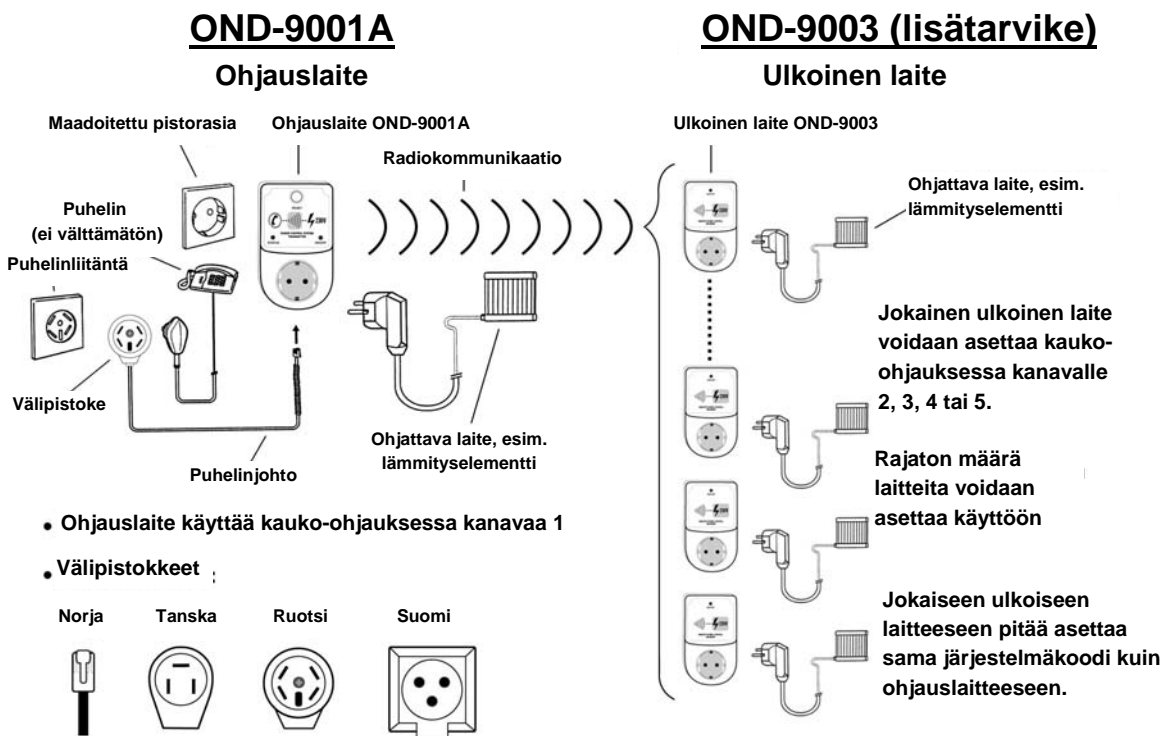 OND-9001A
Ohjauslaite
Maadoitettu pistorasia
Ohjauslaite OND-9001A
Radiokommunikaatio
Puhelin
(ei välttämätön)
Puhelinliitäntä
Välipistoke
Puhelinjohto
Ohjattava laite, esim.
lämmityselementti
• Ohjauslaite käyttää kauko-ohjauksessa kanavaa 1
• Välipistokkeet :
Norja
Tanska
Ruotsi
Suomi
OND-9003 (lisätarvike)
Ulkoinen laite
Ulkoinen laite OND-9003
Ohjattava laite, esim.
lämmityselementti
Jokainen ulkoinen laite
voidaan asettaa kauko-
ohjauksessa kanavalle
2, 3, 4 tai 5.
Rajaton määrä
laitteita voidaan
asettaa käyttöön
Jokaiseen ulkoiseen
laitteeseen pitää asettaa
sama järjestelmäkoodi kuin
ohjauslaitteeseen.